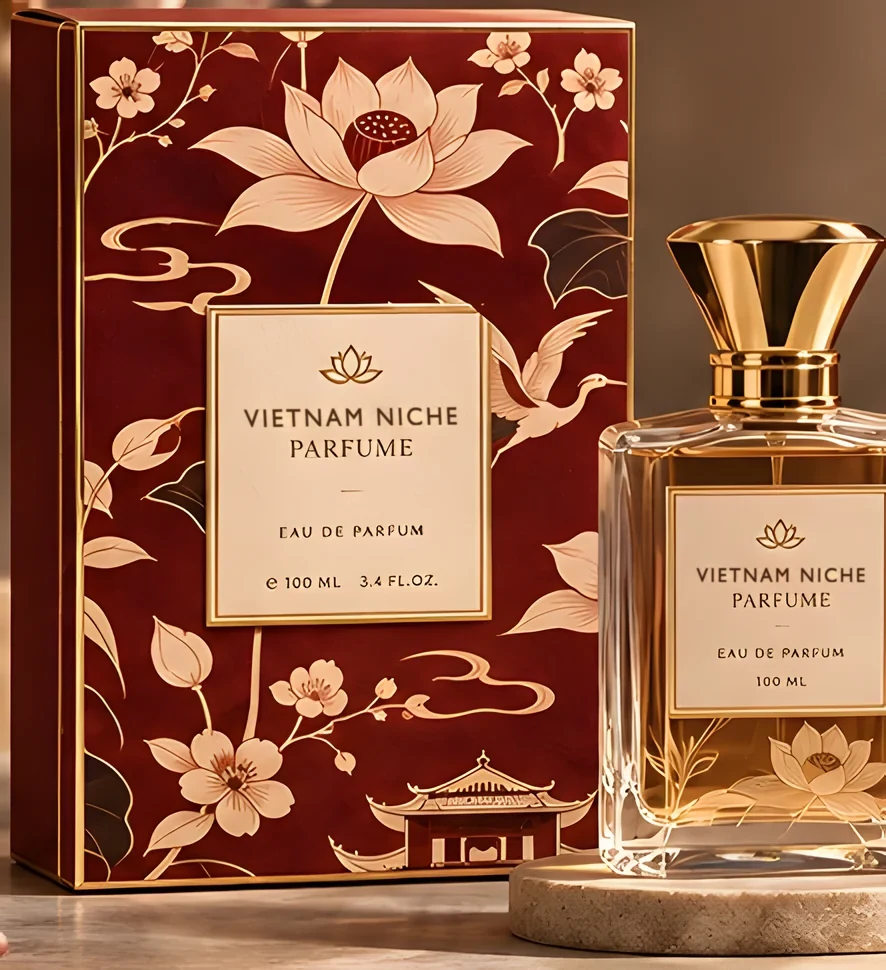 VIETNAM NICHE
PARFUME
EAU DE PARFUM
℮ 100 ML 3.4 FL.OZ.
VIETNAM NICHE
PARFUME
EAU DE PARFUM
100 ML